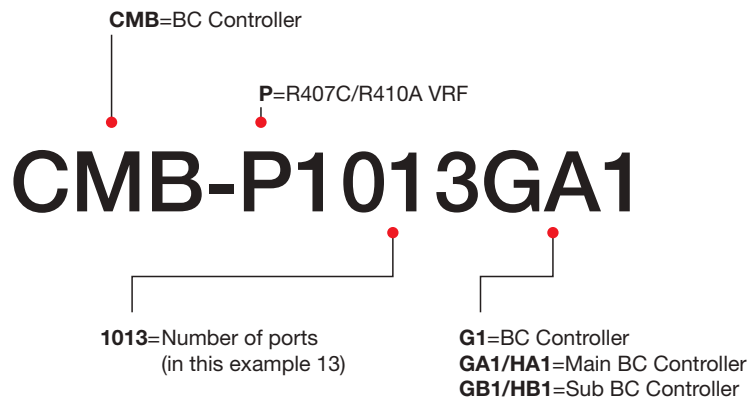 CMB=BC Controller
P=R407C/R410A VRF
CMB-P1013GA1
1013=Number of ports
(in this example 13)
G1=BC Controller
GA1/HA1=Main BC Controller
GB1/HB1=Sub BC Controller